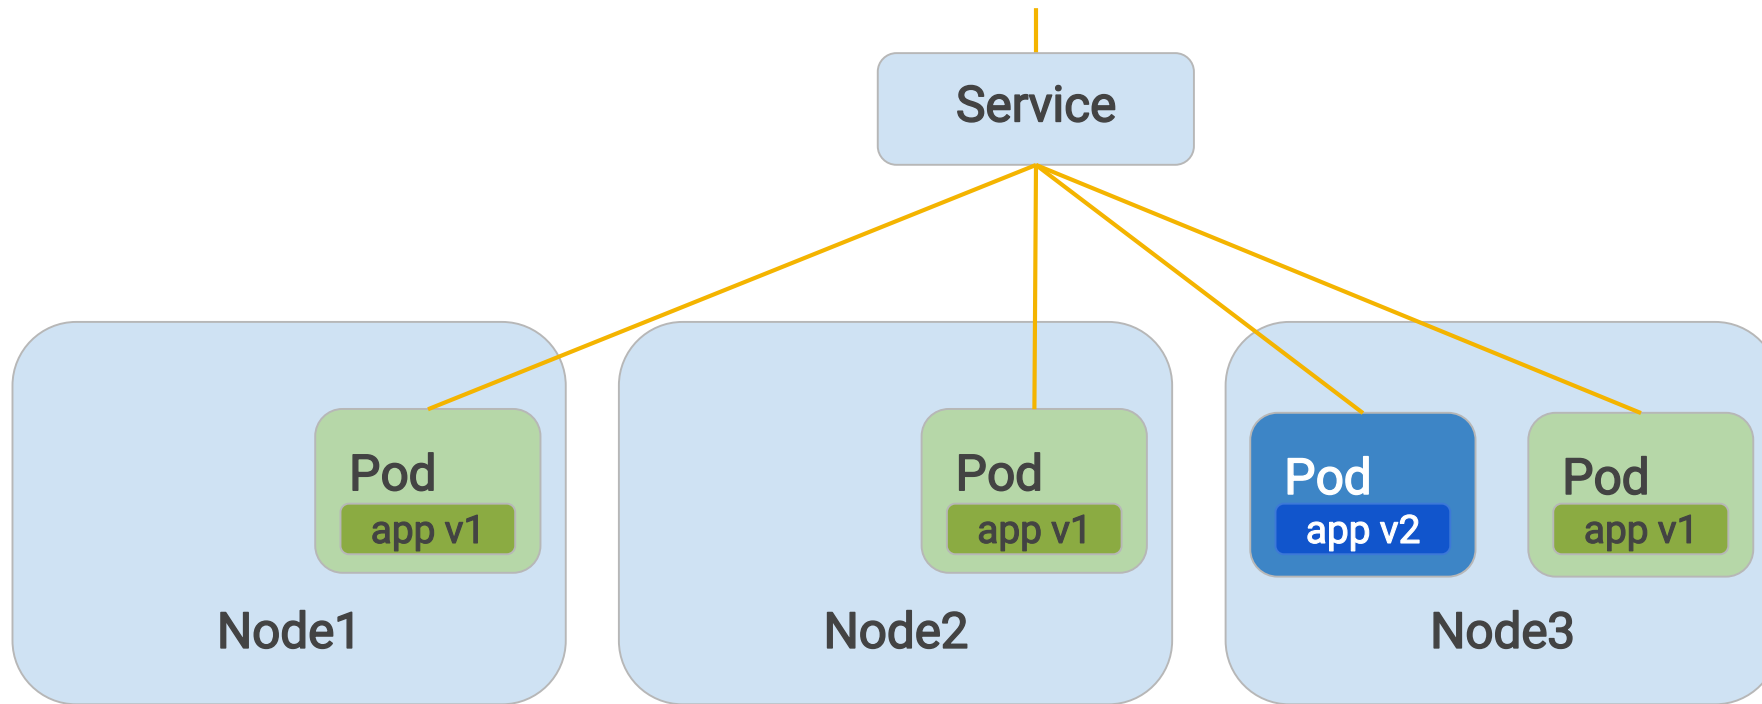 Service
Pod
app v1
Node1
Pod
app v1
Node2
Pod
app v2
Pod
app v1
Node3